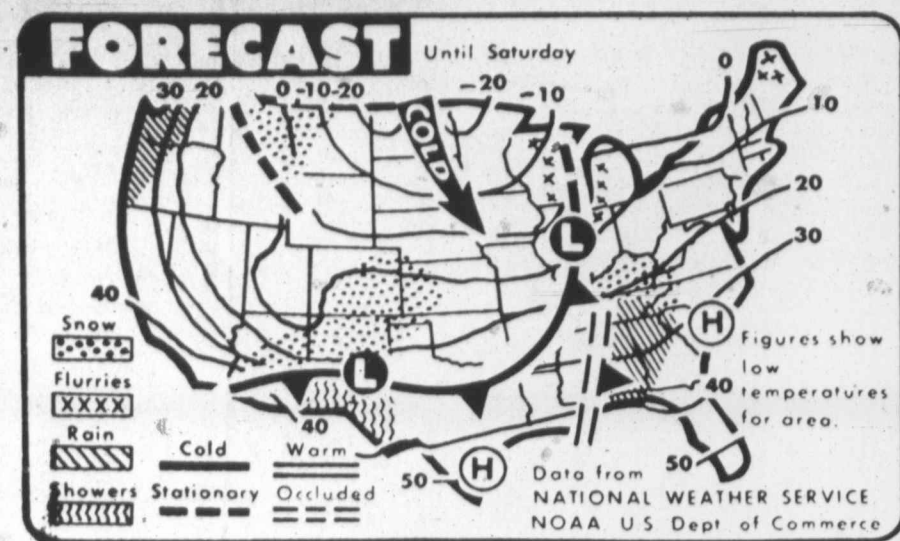 FORECAST Until Saturday
30 20 0 -10 -20 -20 -10 0
10
COLD
20
L
30
40
H
Snow
Figures show
low
temperatures
for area.
Flurries
XXXX
L
40
Rain
40
Cold Warm
50
H
50
Showers Stationary Occluded
Data from
NATIONAL WEATHER SERVICE
NOAA U.S. Dept. of Commerce